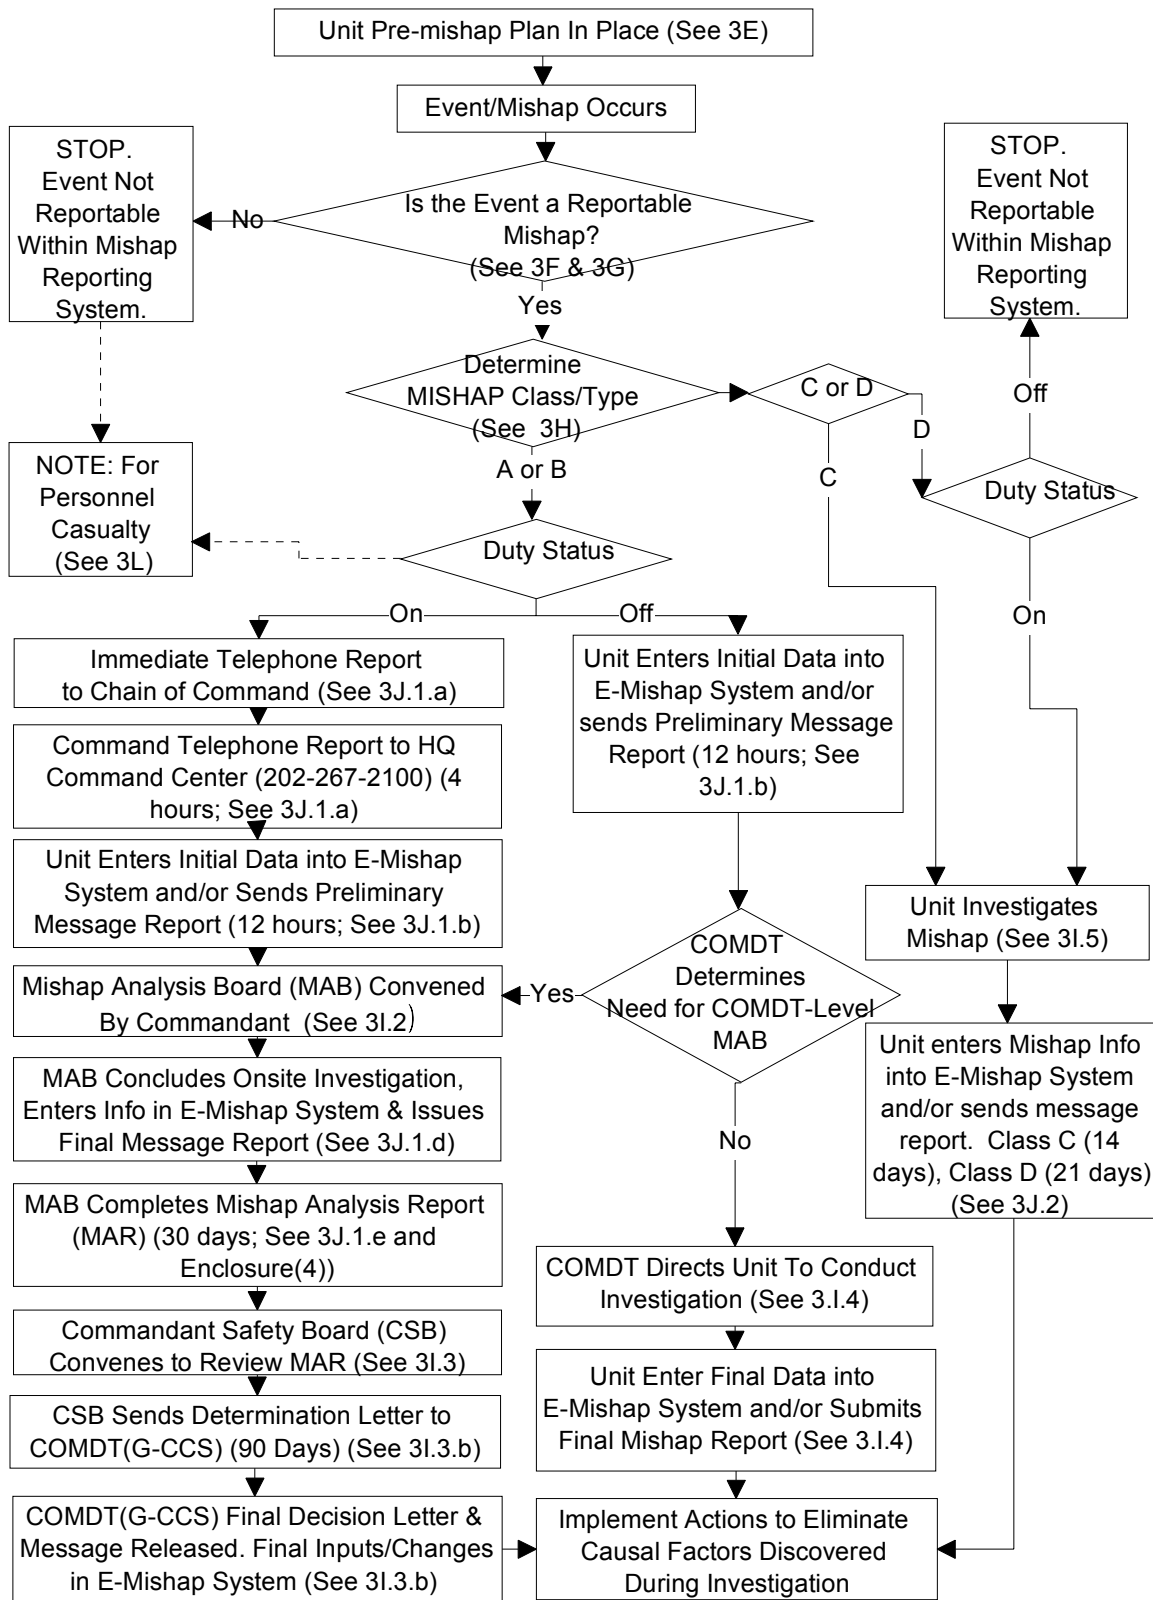 Unit Pre-mishap Plan In Place (See 3E)
Event/Mishap Occurs
STOP.
Event Not
Reportable
Within Mishap
Reporting
System.
No
Is the Event a Reportable
Mishap?
(See 3F & 3G)
Yes
STOP.
Event Not
Reportable
Within Mishap
Reporting
System.
Determine
MISHAP Class/Type
(See 3H)
C or D
Off
D
C
A or B
NOTE: For
Personnel
Casualty
(See 3L)
Duty Status
Duty Status
On
Off
On
Immediate Telephone Report
to Chain of Command (See 3J.1.a)
Command Telephone Report to HQ
Command Center (202-267-2100) (4
hours; See 3J.1.a)
Unit Enters Initial Data into E-Mishap
System and/or Sends Preliminary
Message Report (12 hours; See 3J.1.b)
Mishap Analysis Board (MAB) Convened
By Commandant (See 3I.2)
MAB Concludes Onsite Investigation,
Enters Info in E-Mishap System & Issues
Final Message Report (See 3J.1.d)
MAB Completes Mishap Analysis Report
(MAR) (30 days; See 3J.1.e and
Enclosure(4))
Commandant Safety Board (CSB)
Convenes to Review MAR (See 3I.3)
CSB Sends Determination Letter to
COMDT(G-CCS) (90 Days) (See 3I.3.b)
COMDT(G-CCS) Final Decision Letter &
Message Released. Final Inputs/Changes
in E-Mishap System (See 3I.3.b)
Unit Enters Initial Data into
E-Mishap System and/or
sends Preliminary Message
Report (12 hours; See
3J.1.b)
COMDT
Determines
Need for COMDT-Level
MAB
Yes
No
COMDT Directs Unit To Conduct
Investigation (See 3.I.4)
Unit Enter Final Data into
E-Mishap System and/or Submits
Final Mishap Report (See 3.I.4)
Implement Actions to Eliminate
Causal Factors Discovered
During Investigation
Unit Investigates
Mishap (See 3I.5)
Unit enters Mishap Info
into E-Mishap System
and/or sends message
report. Class C (14
days), Class D (21 days)
(See 3J.2)